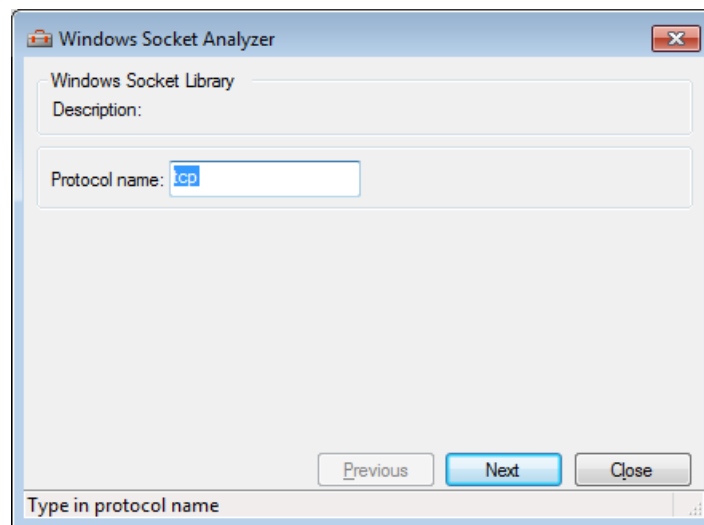 Windows Socket Analyzer
Windows Socket Library
Description:
Protocol name: tcp
Previous Next Close
Type in protocol name